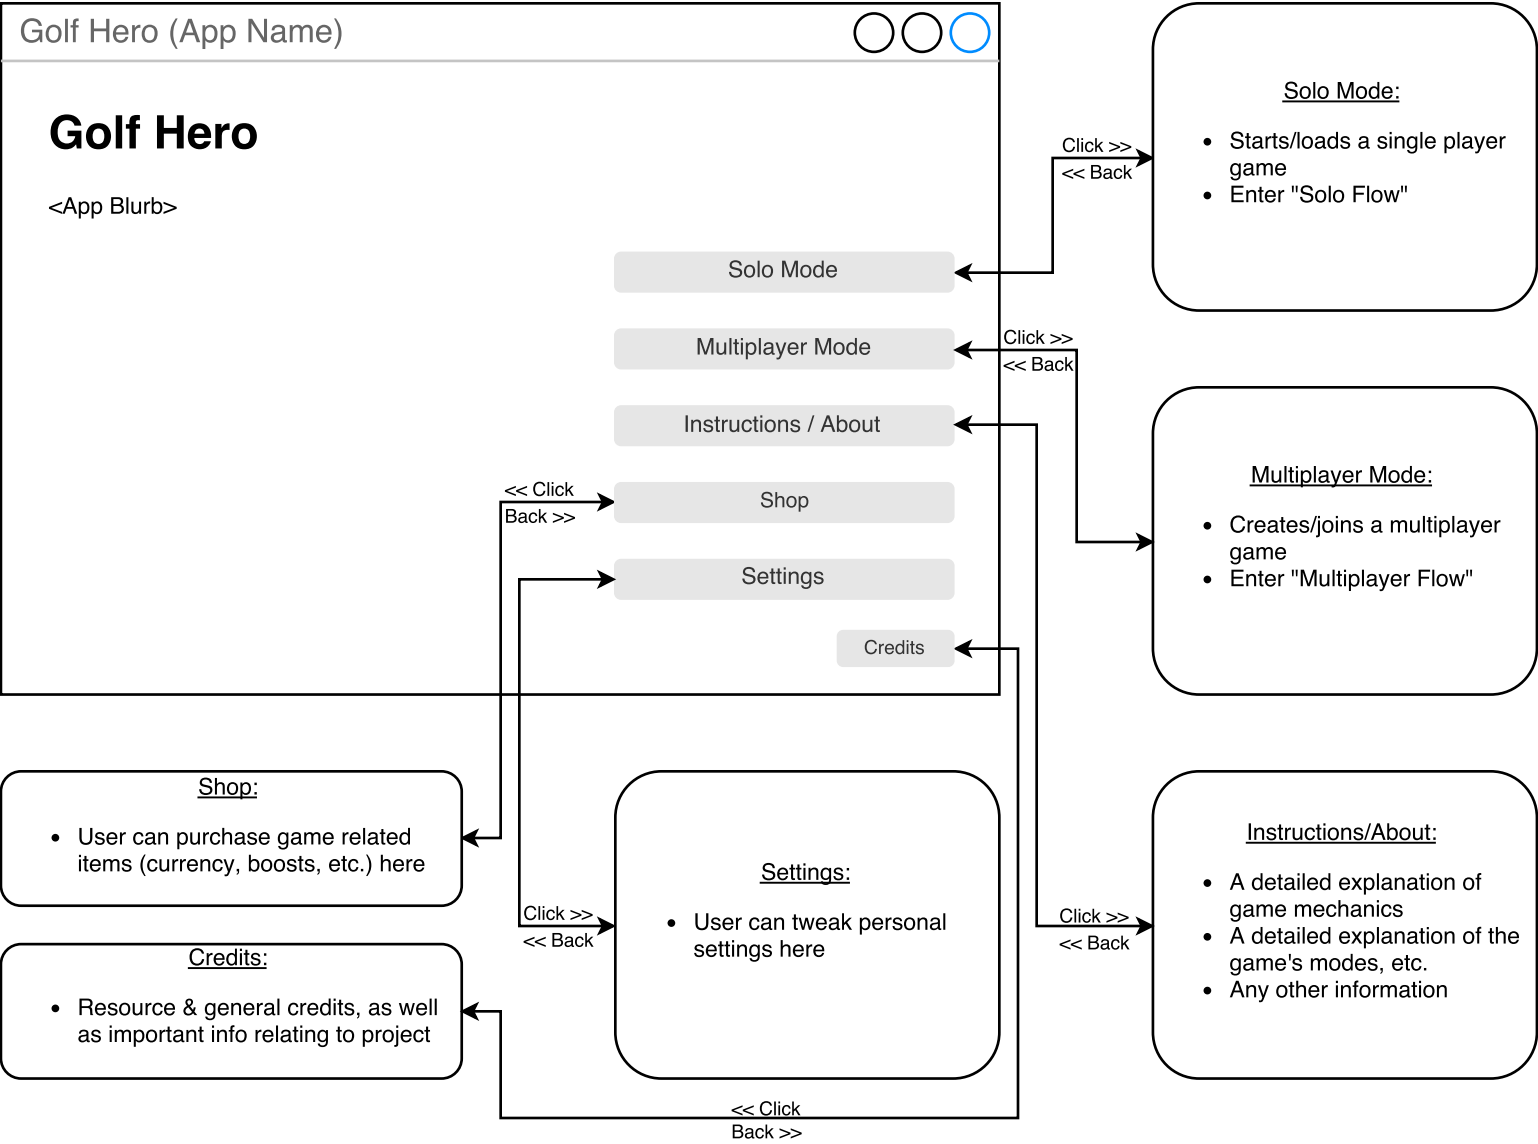 Golf Hero (App Name)
Golf Hero
<App Blurb>
Solo Mode
Multiplayer Mode
Instructions / About
Shop
Settings
Credits
Click >>
<< Back
Solo Mode:
• Starts/loads a single player
game
• Enter "Solo Flow"
Click >>
<< Back
Multiplayer Mode:
• Creates/joins a multiplayer
game
• Enter "Multiplayer Flow"
<< Click
Back >>
Shop:
• User can purchase game related
items (currency, boosts, etc.) here
Click >>
<< Back
Settings:
• User can tweak personal
settings here
Click >>
<< Back
Instructions/About:
• A detailed explanation of
game mechanics
• A detailed explanation of the
game's modes, etc.
• Any other information
Credits:
• Resource & general credits, as well
as important info relating to project
<< Click
Back >>